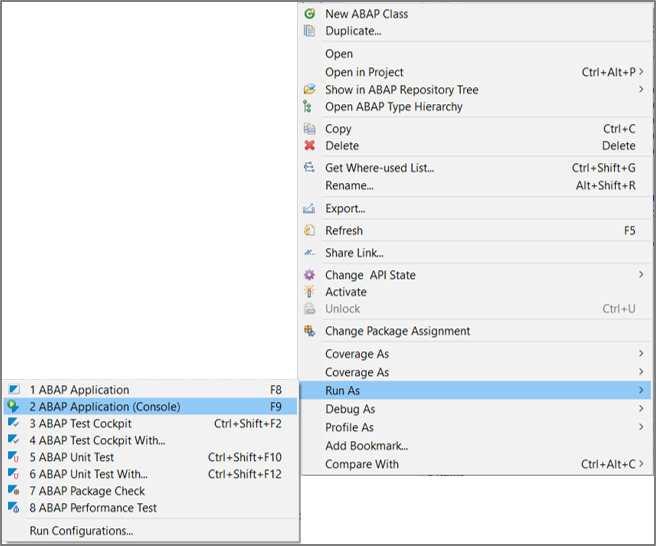 New ABAP Class
Duplicate...
Open
Open in Project Ctrl+Alt+P
Show in ABAP Repository Tree
Open ABAP Type Hierarchy
Copy Ctrl+C
Delete Delete
Get Where-used List... Ctrl+Shift+G
Rename... Alt+Shift+R
Export...
Refresh F5
Share Link...
Change API State
Activate
Unlock Ctrl+U
Change Package Assignment
Coverage As
Coverage As
Run As
Debug As
Profile As
Add Bookmark...
Compare With Ctrl+Alt+C
1 ABAP Application F8
2 ABAP Application (Console) F9
3 ABAP Test Cockpit Ctrl+Shift+F2
4 ABAP Test Cockpit With...
5 ABAP Unit Test Ctrl+Shift+F10
6 ABAP Unit Test With... Ctrl+Shift+F12
7 ABAP Package Check
8 ABAP Performance Test
Run Configurations...